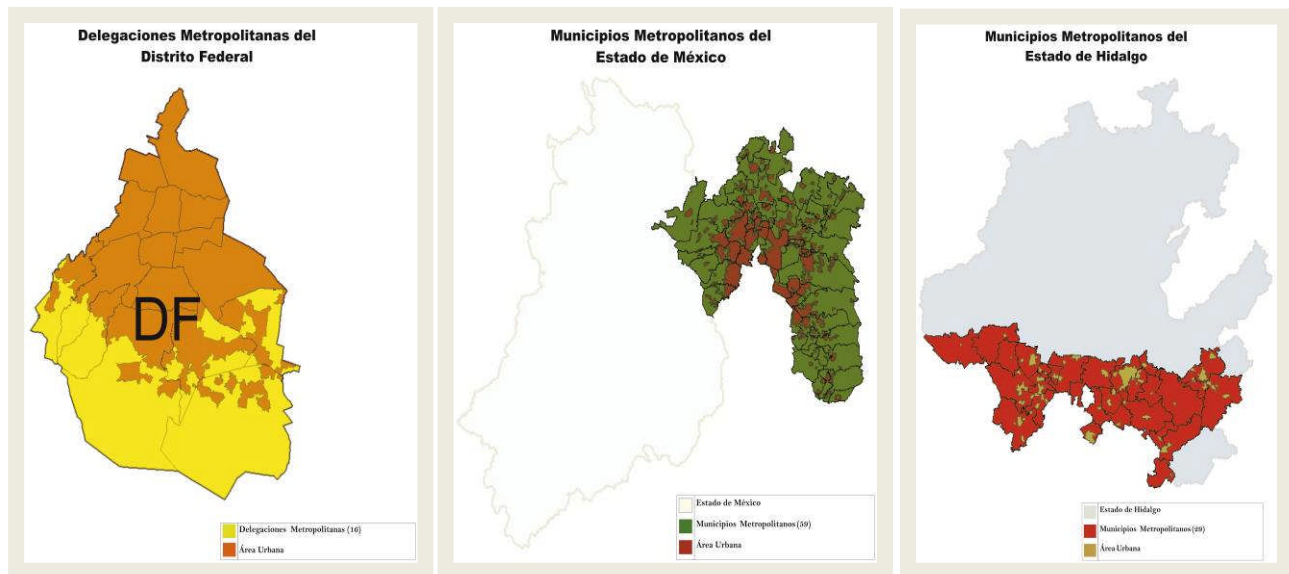 Delegaciones Metropolitanas del
Distrito Federal
DF
Delegaciones Metropolitanas (16)
Área Urbana
Municipios Metropolitanos del
Estado de México
Estado de México
Municipios Metropolitanos (59)
Área Urbana
Municipios Metropolitanos del
Estado de Hidalgo
Estado de Hidalgo
Municipios Metropolitanos (29)
Área Urbana